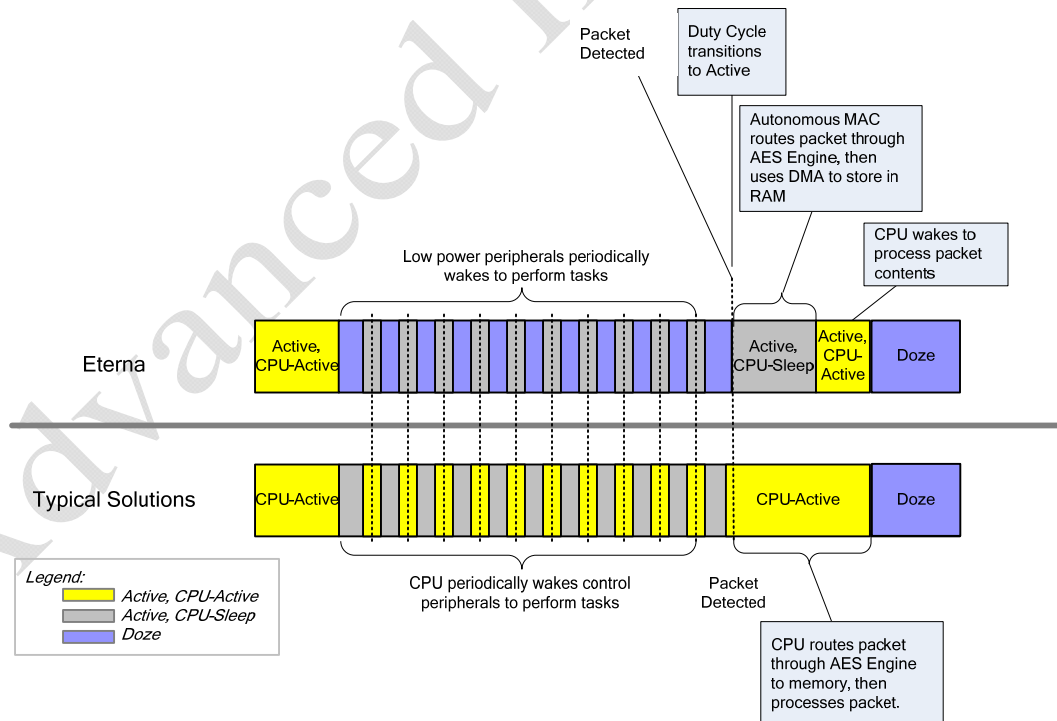 Advanced
Packet
Detected
Duty Cycle
transitions
to Active
Autonomous MAC
routes packet through
AES Engine, then
uses DMA to store in
RAM
CPU wakes to
process packet
contents
Low power peripherals periodically
wakes to perform tasks
Eterna
Active,
CPU-Active
Active,
CPU-Sleep
Active,
CPU-
Active
Doze
Typical Solutions
CPU-Active
CPU-Active
Doze
CPU periodically wakes control
peripherals to perform tasks
Packet
Detected
Legend:
Active, CPU-Active
Active, CPU-Sleep
Doze
CPU routes packet
through AES Engine
to memory, then
processes packet.